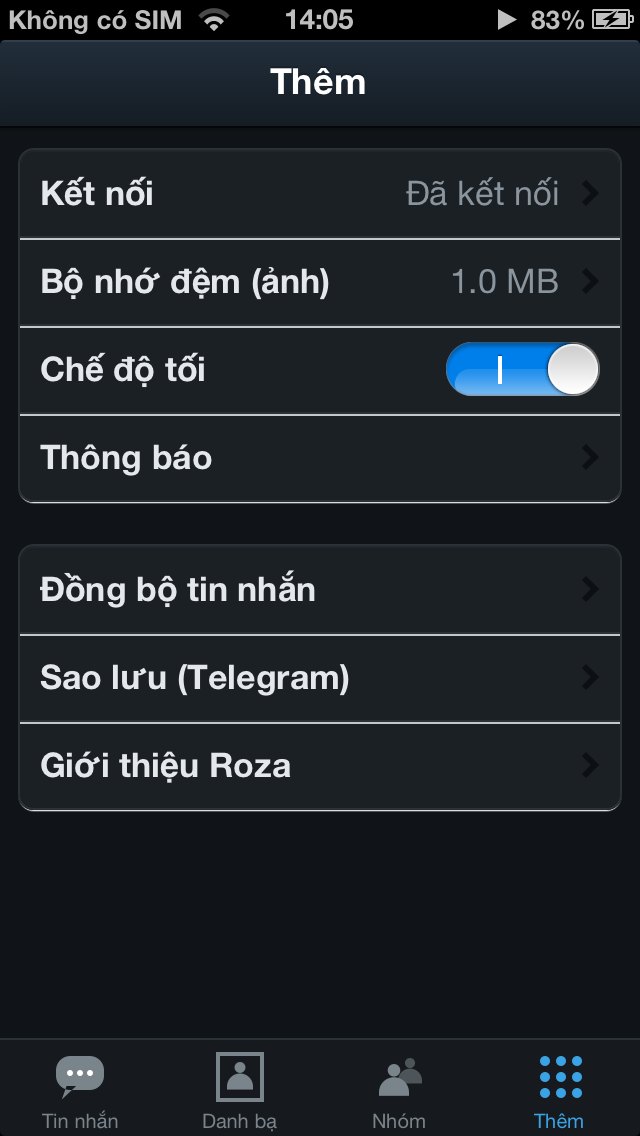 Không có SIM 14:05 83%
Thêm
Kết nối Đã kết nối
Bộ nhớ đệm (ảnh) 1.0 MB
Chế độ tối
Thông báo
Đồng bộ tin nhắn
Sao lưu (Telegram)
Giới thiệu Roza
Tin nhắn Danh bạ Nhóm Thêm